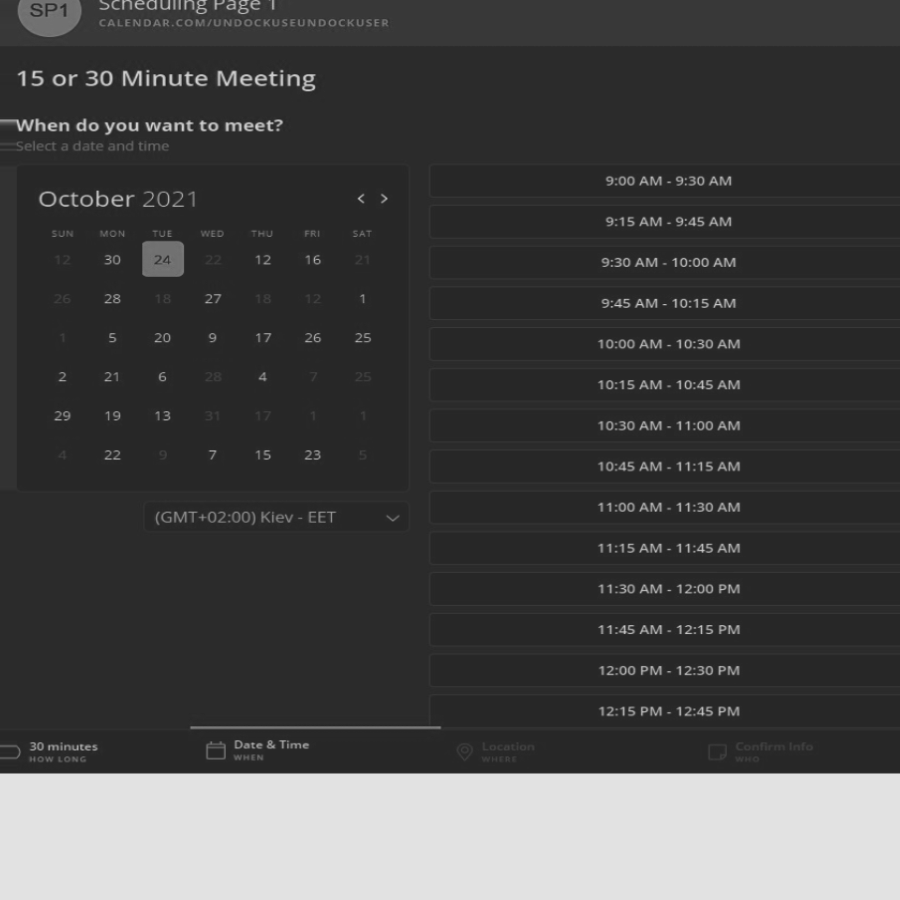 SP1
Scheduling Page 1
CALENDAR.COM/UNDOCKUSEUNDOCKUSER
15 or 30 Minute Meeting
When do you want to meet?
Select a date and time
October 2021
SUN MON TUE WED THU FRI SAT
12 30 24 22 12 16 21
26 28 18 27 18 12 1
1 5 20 9 17 26 25
2 21 6 28 4 7 25
29 19 13 31 17 1 1
4 22 9 7 15 23 5
(GMT+02:00) Kiev - EET
9:00 AM - 9:30 AM
9:15 AM - 9:45 AM
9:30 AM - 10:00 AM
9:45 AM - 10:15 AM
10:00 AM - 10:30 AM
10:15 AM - 10:45 AM
10:30 AM - 11:00 AM
10:45 AM - 11:15 AM
11:00 AM - 11:30 AM
11:15 AM - 11:45 AM
11:30 AM - 12:00 PM
11:45 AM - 12:15 PM
12:00 PM - 12:30 PM
12:15 PM - 12:45 PM
30 minutes
HOW LONG
Date & Time
WHEN
Location
WHERE
Confirm Info
WHO